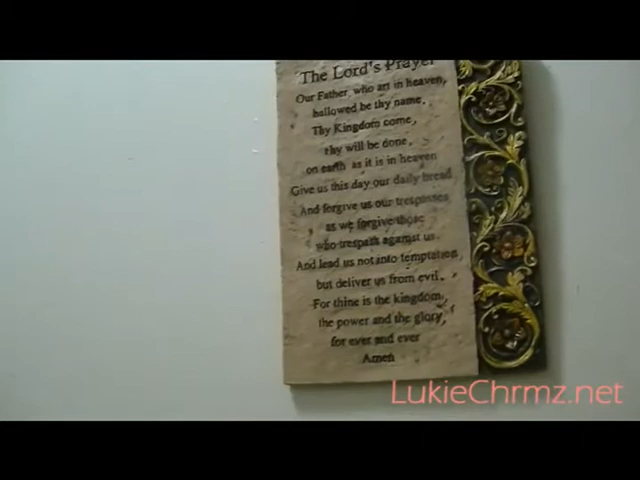 The Lord's Prayer
Our Father, who art in heaven,
hallowed be thy name,
Thy Kingdom come,
thy will be done,
on earth as it is in heaven
Give us this day our daily bread
And forgive us our trespasses
as we forgive those
who trespass against us.
And lead us not into temptation,
but deliver us from evil.
For thine is the kingdom,
the power and the glory,
for ever and ever
Amen
LukieChrmz.net